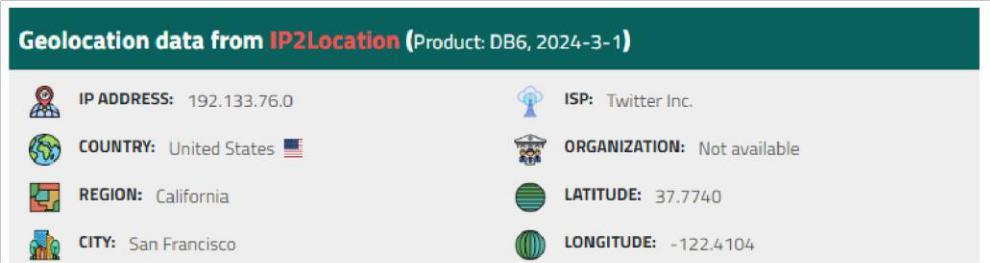 Geolocation data from IP2Location (Product: DB6, 2024-3-1)
IP ADDRESS: 192.133.76.0
ISP: Twitter Inc.
COUNTRY: United States
ORGANIZATION: Not available
REGION: California
LATITUDE: 37.7740
CITY: San Francisco
LONGITUDE: -122.4104